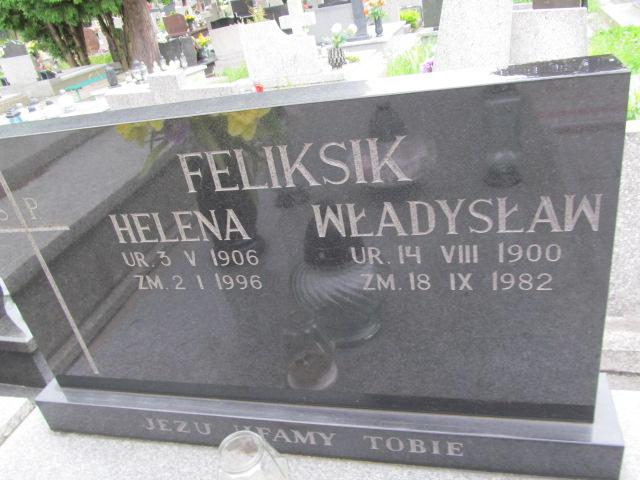 Ś P
FELIKSIK
HELENA
UR. 3 V 1906
ZM. 2 I 1996
WŁADYSŁAW
UR. 14 VIII 1900
ZM. 18 IX 1982
JEZU UFAMY TOBIE